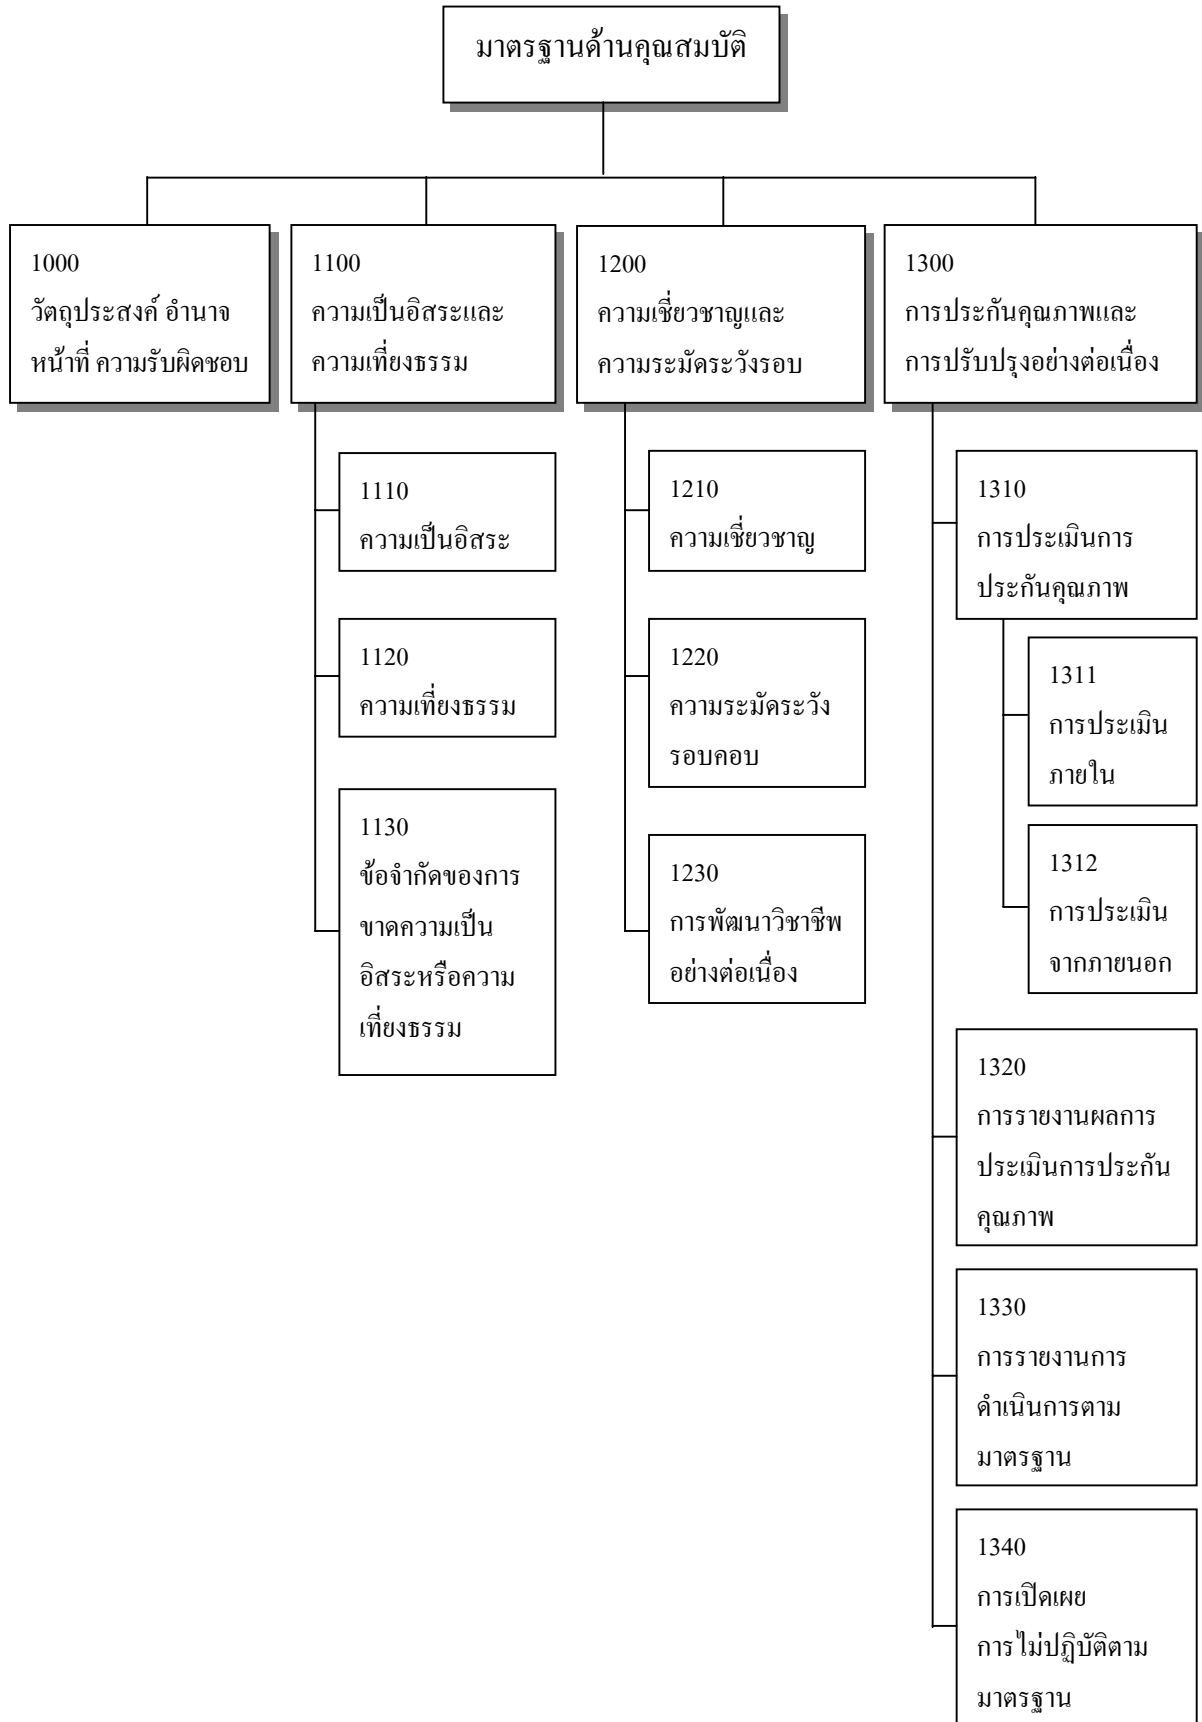 มาตรฐานด้านคุณสมบัติ
1000
วัตถุประสงค์ อำนาจ
หน้าที่ ความรับผิดชอบ
1100
ความเป็นอิสระและ
ความเที่ยงธรรม
1110
ความเป็นอิสระ
1120
ความเที่ยงธรรม
1130
ข้อจำกัดของการ
ขาดความเป็น
อิสระหรือความ
เที่ยงธรรม
1200
ความเชี่ยวชาญและ
ความระมัดระวังรอบ
1210
ความเชี่ยวชาญ
1220
ความระมัดระวัง
รอบคอบ
1230
การพัฒนาวิชาชีพ
อย่างต่อเนื่อง
1300
การประกันคุณภาพและ
การปรับปรุงอย่างต่อเนื่อง
1310
การประเมินการ
ประกันคุณภาพ
1311
การประเมิน
ภายใน
1312
การประเมิน
จากภายนอก
1320
การรายงานผลการ
ประเมินการประกัน
คุณภาพ
1330
การรายงานการ
ดำเนินการตาม
มาตรฐาน
1340
การเปิดเผย
การไม่ปฏิบัติตาม
มาตรฐาน